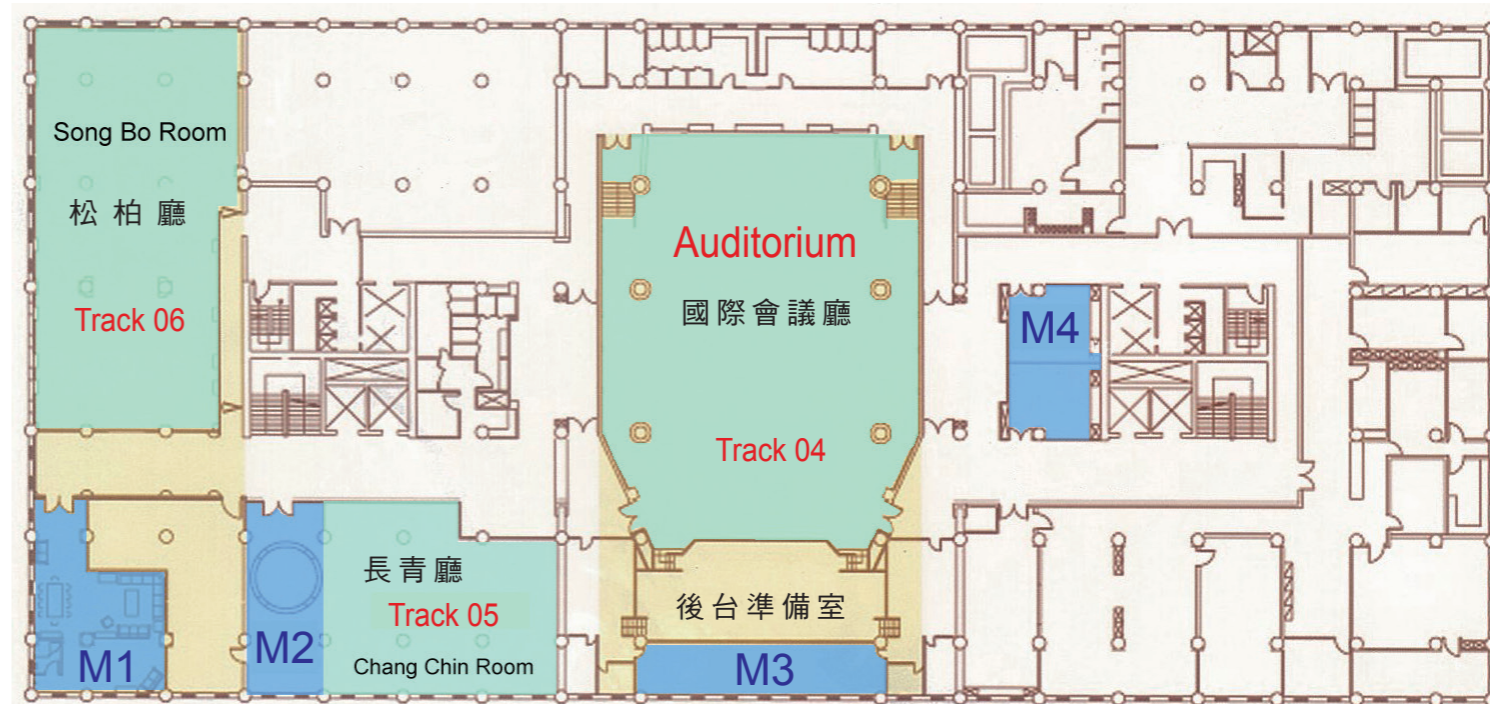 Song Bo Room
松柏廳
Track 06
Auditorium
國際會議廳
Track 04
M4
長青廳
Track 05
Chang Chin Room
後台準備室
M1
M2
M3